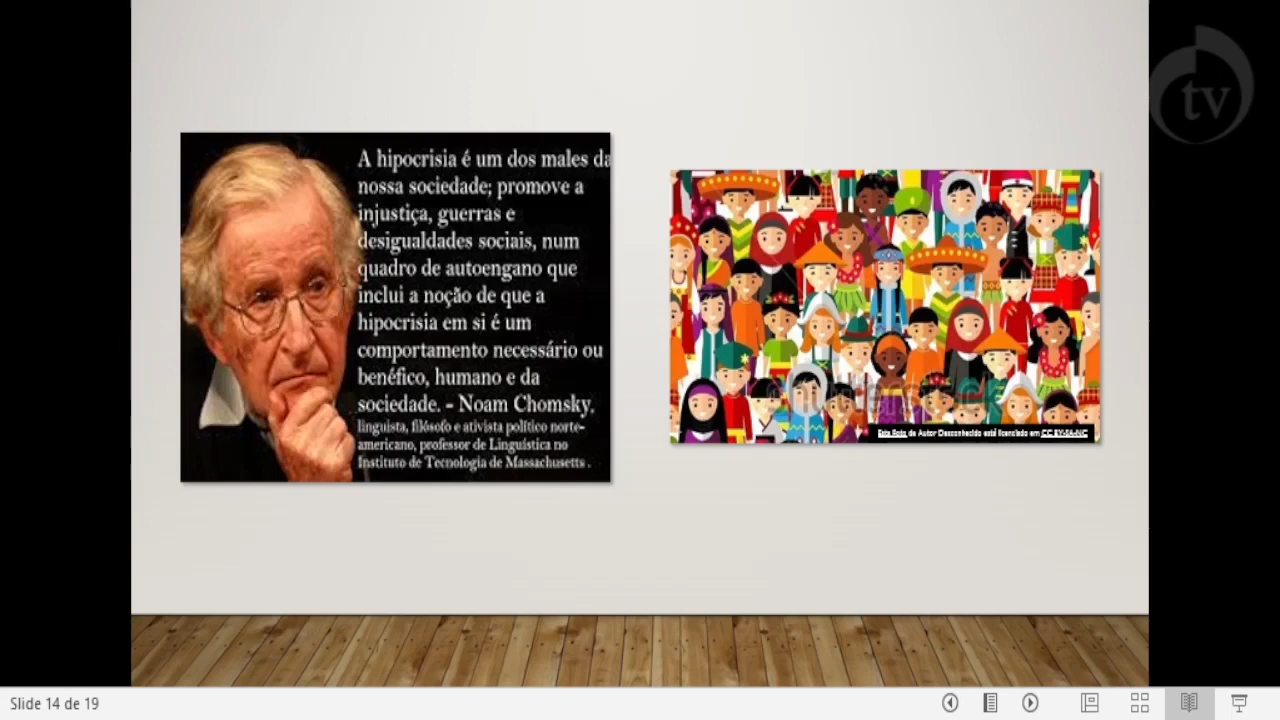 tv
A hipocrisia é um dos males da
nossa sociedade; promove a
injustiça, guerras e
desigualdades sociais, num
quadro de autoengano que
inclui a noção de que a
hipocrisia em si é um
comportamento necessário ou
benéfico, humano e da
sociedade. - Noam Chomsky,
linguista, filósofo e ativista político norte-
americano, professor de Linguística no
Instituto de Tecnologia de Massachusetts .
Esta Foto de Autor Desconhecido está licenciado em CC BY-SA-NC
Slide 14 de 19